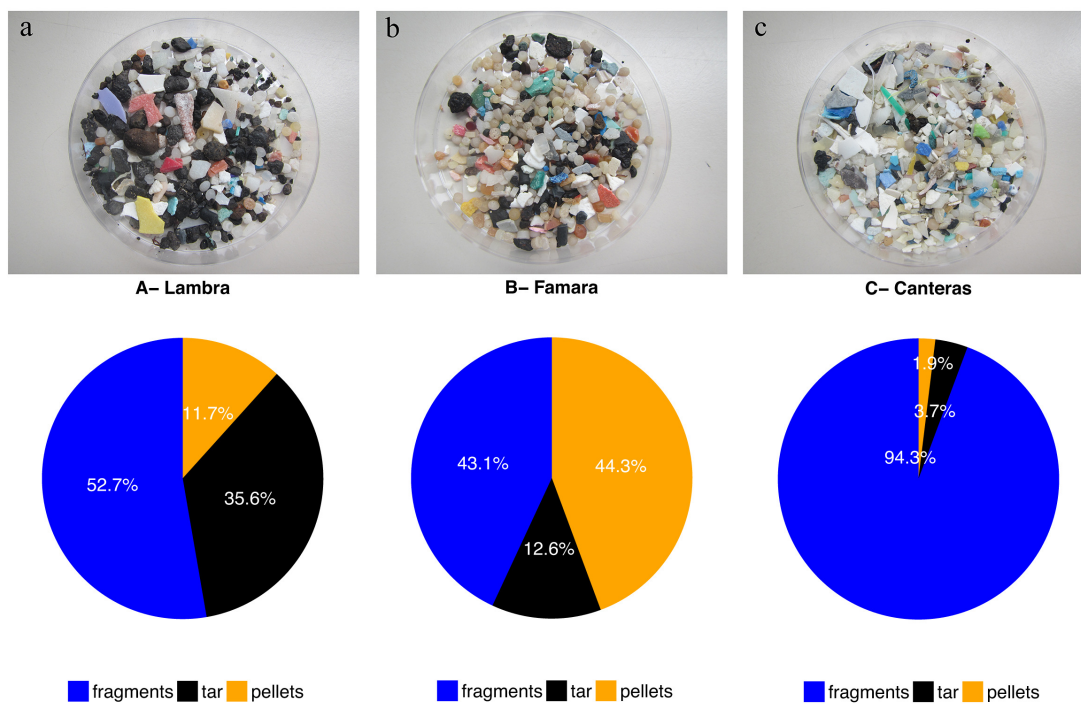 a
b
c
A– Lambra
B– Famara
C– Canteras
11.7%
52.7%
35.6%
43.1%
44.3%
12.6%
1.9%
3.7%
94.3%
fragments tar pellets
fragments tar pellets
fragments tar pellets